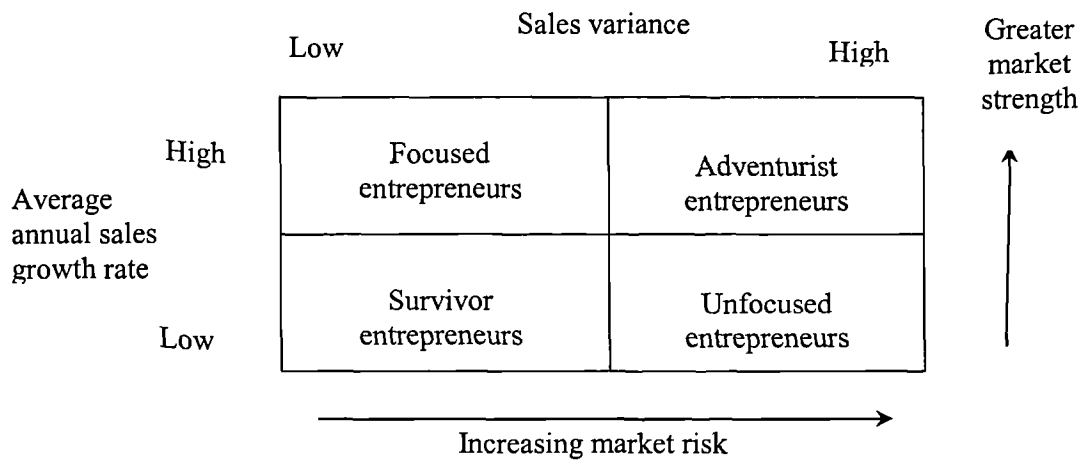 Sales variance
Low
High
Greater
market
strength
High
Focused
entrepreneurs
Adventurist
entrepreneurs
Average
annual sales
growth rate
Low
Survivor
entrepreneurs
Unfocused
entrepreneurs
Increasing market risk